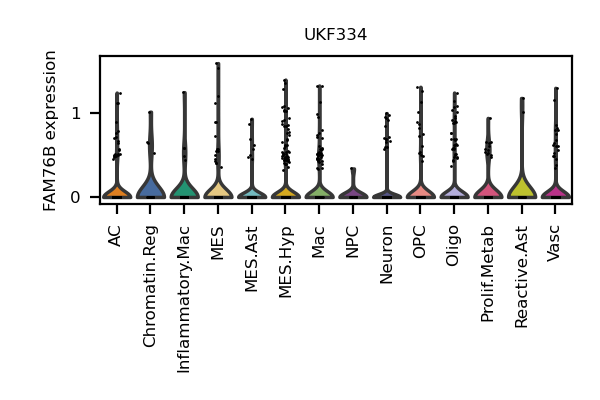 UKF334
FAM76B expression
1
0
AC
Chromatin.Reg
Inflammatory.Mac
MES
MES.Ast
MES.Hyp
Mac
NPC
Neuron
OPC
Oligo
Prolif.Metab
Reactive.Ast
Vasc